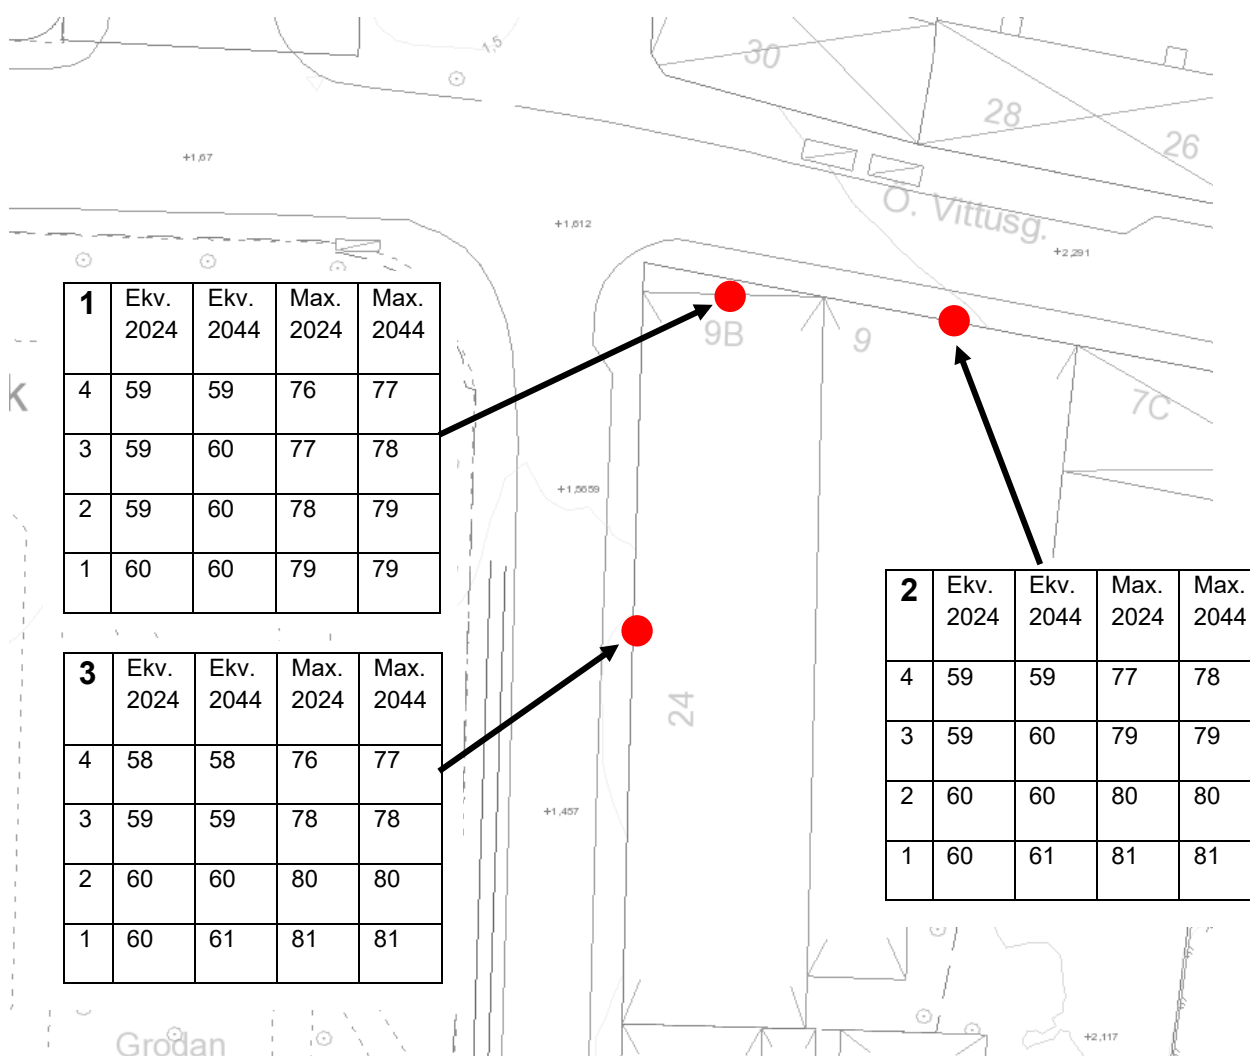 1,5
30
28
26
+1,67
+1,612
Ö. Vittusg.
+2,291
1 Ekv. 2024 Ekv. 2044 Max. 2024 Max. 2044
4 59 59 76 77
3 59 60 77 78
2 59 60 78 79
1 60 60 79 79
9B
9
7C
k
+1,5659
2 Ekv. 2024 Ekv. 2044 Max. 2024 Max. 2044
4 59 59 77 78
3 59 60 79 79
2 60 60 80 80
1 60 61 81 81
3 Ekv. 2024 Ekv. 2044 Max. 2024 Max. 2044
4 58 58 76 77
3 59 59 78 78
2 60 60 80 80
1 60 61 81 81
24
+1,457
Grodan
+2,117